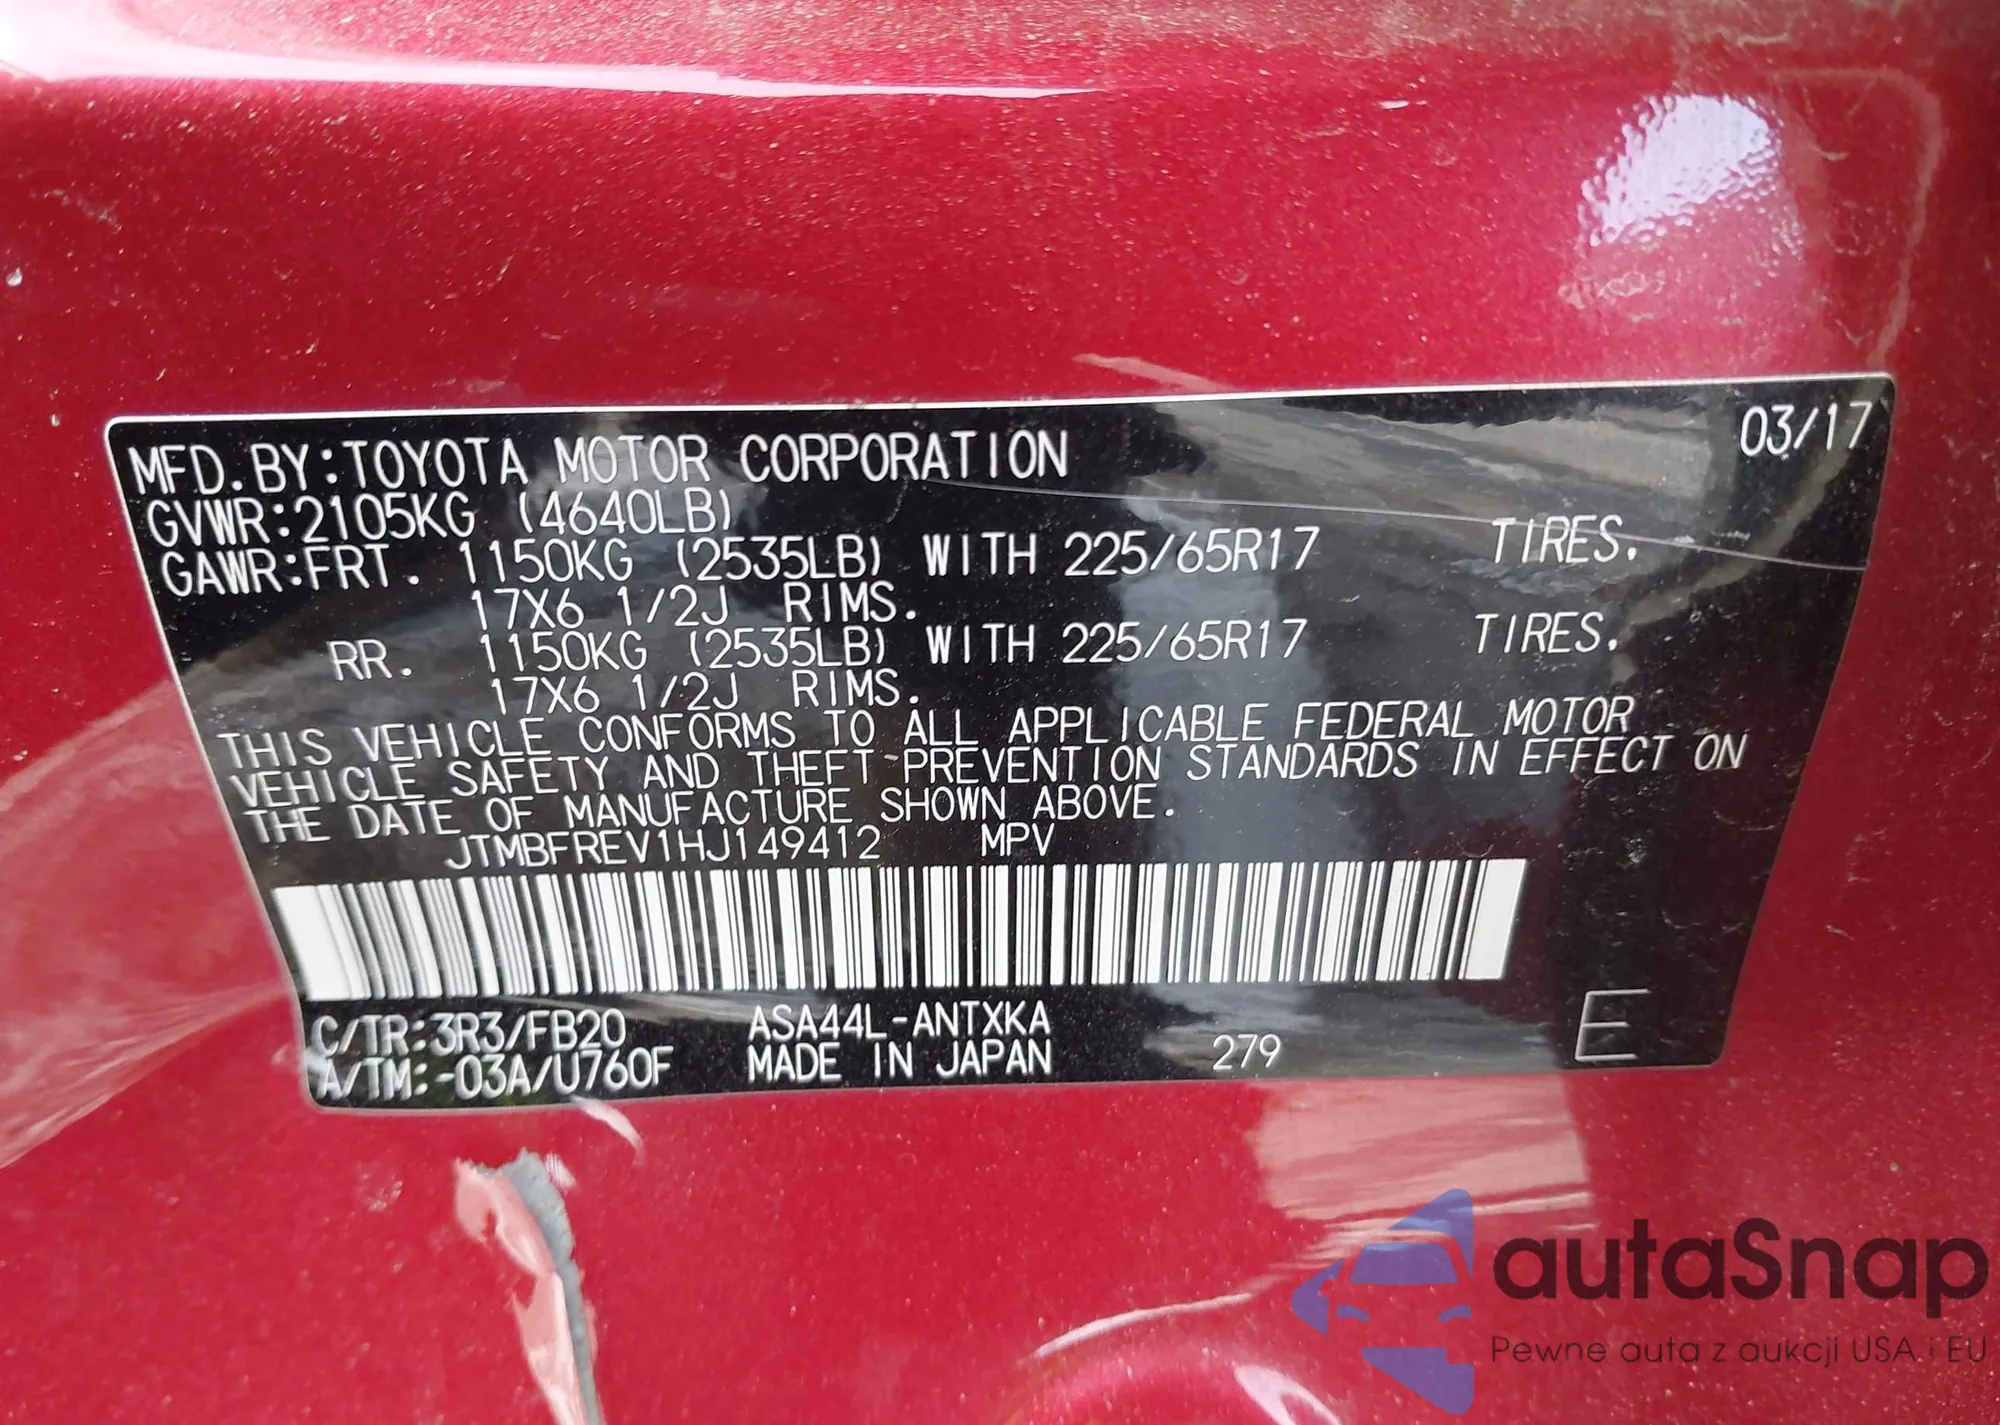 03/17
MFD.BY:TOYOTA MOTOR CORPORATION
GVWR:2105KG (4640LB)
GAWR:FRT. 1150KG (2535LB) WITH 225/65R17 TIRES.
17X6 1/2J RIMS.
RR. 1150KG (2535LB) WITH 225/65R17 TIRES.
17X6 1/2J RIMS.
THIS VEHICLE CONFORMS TO ALL APPLICABLE FEDERAL MOTOR
VEHICLE SAFETY AND THEFT PREVENTION STANDARDS IN EFFECT ON
THE DATE OF MANUFACTURE SHOWN ABOVE.
JTMBFREV1HJ149412 MPV
C/TR:3R3/FB20 ASA44L-ANTXKA
A/TM:-03A/U760F MADE IN JAPAN 279 E
autaSnap
Pewne auta z aukcji USA i EU